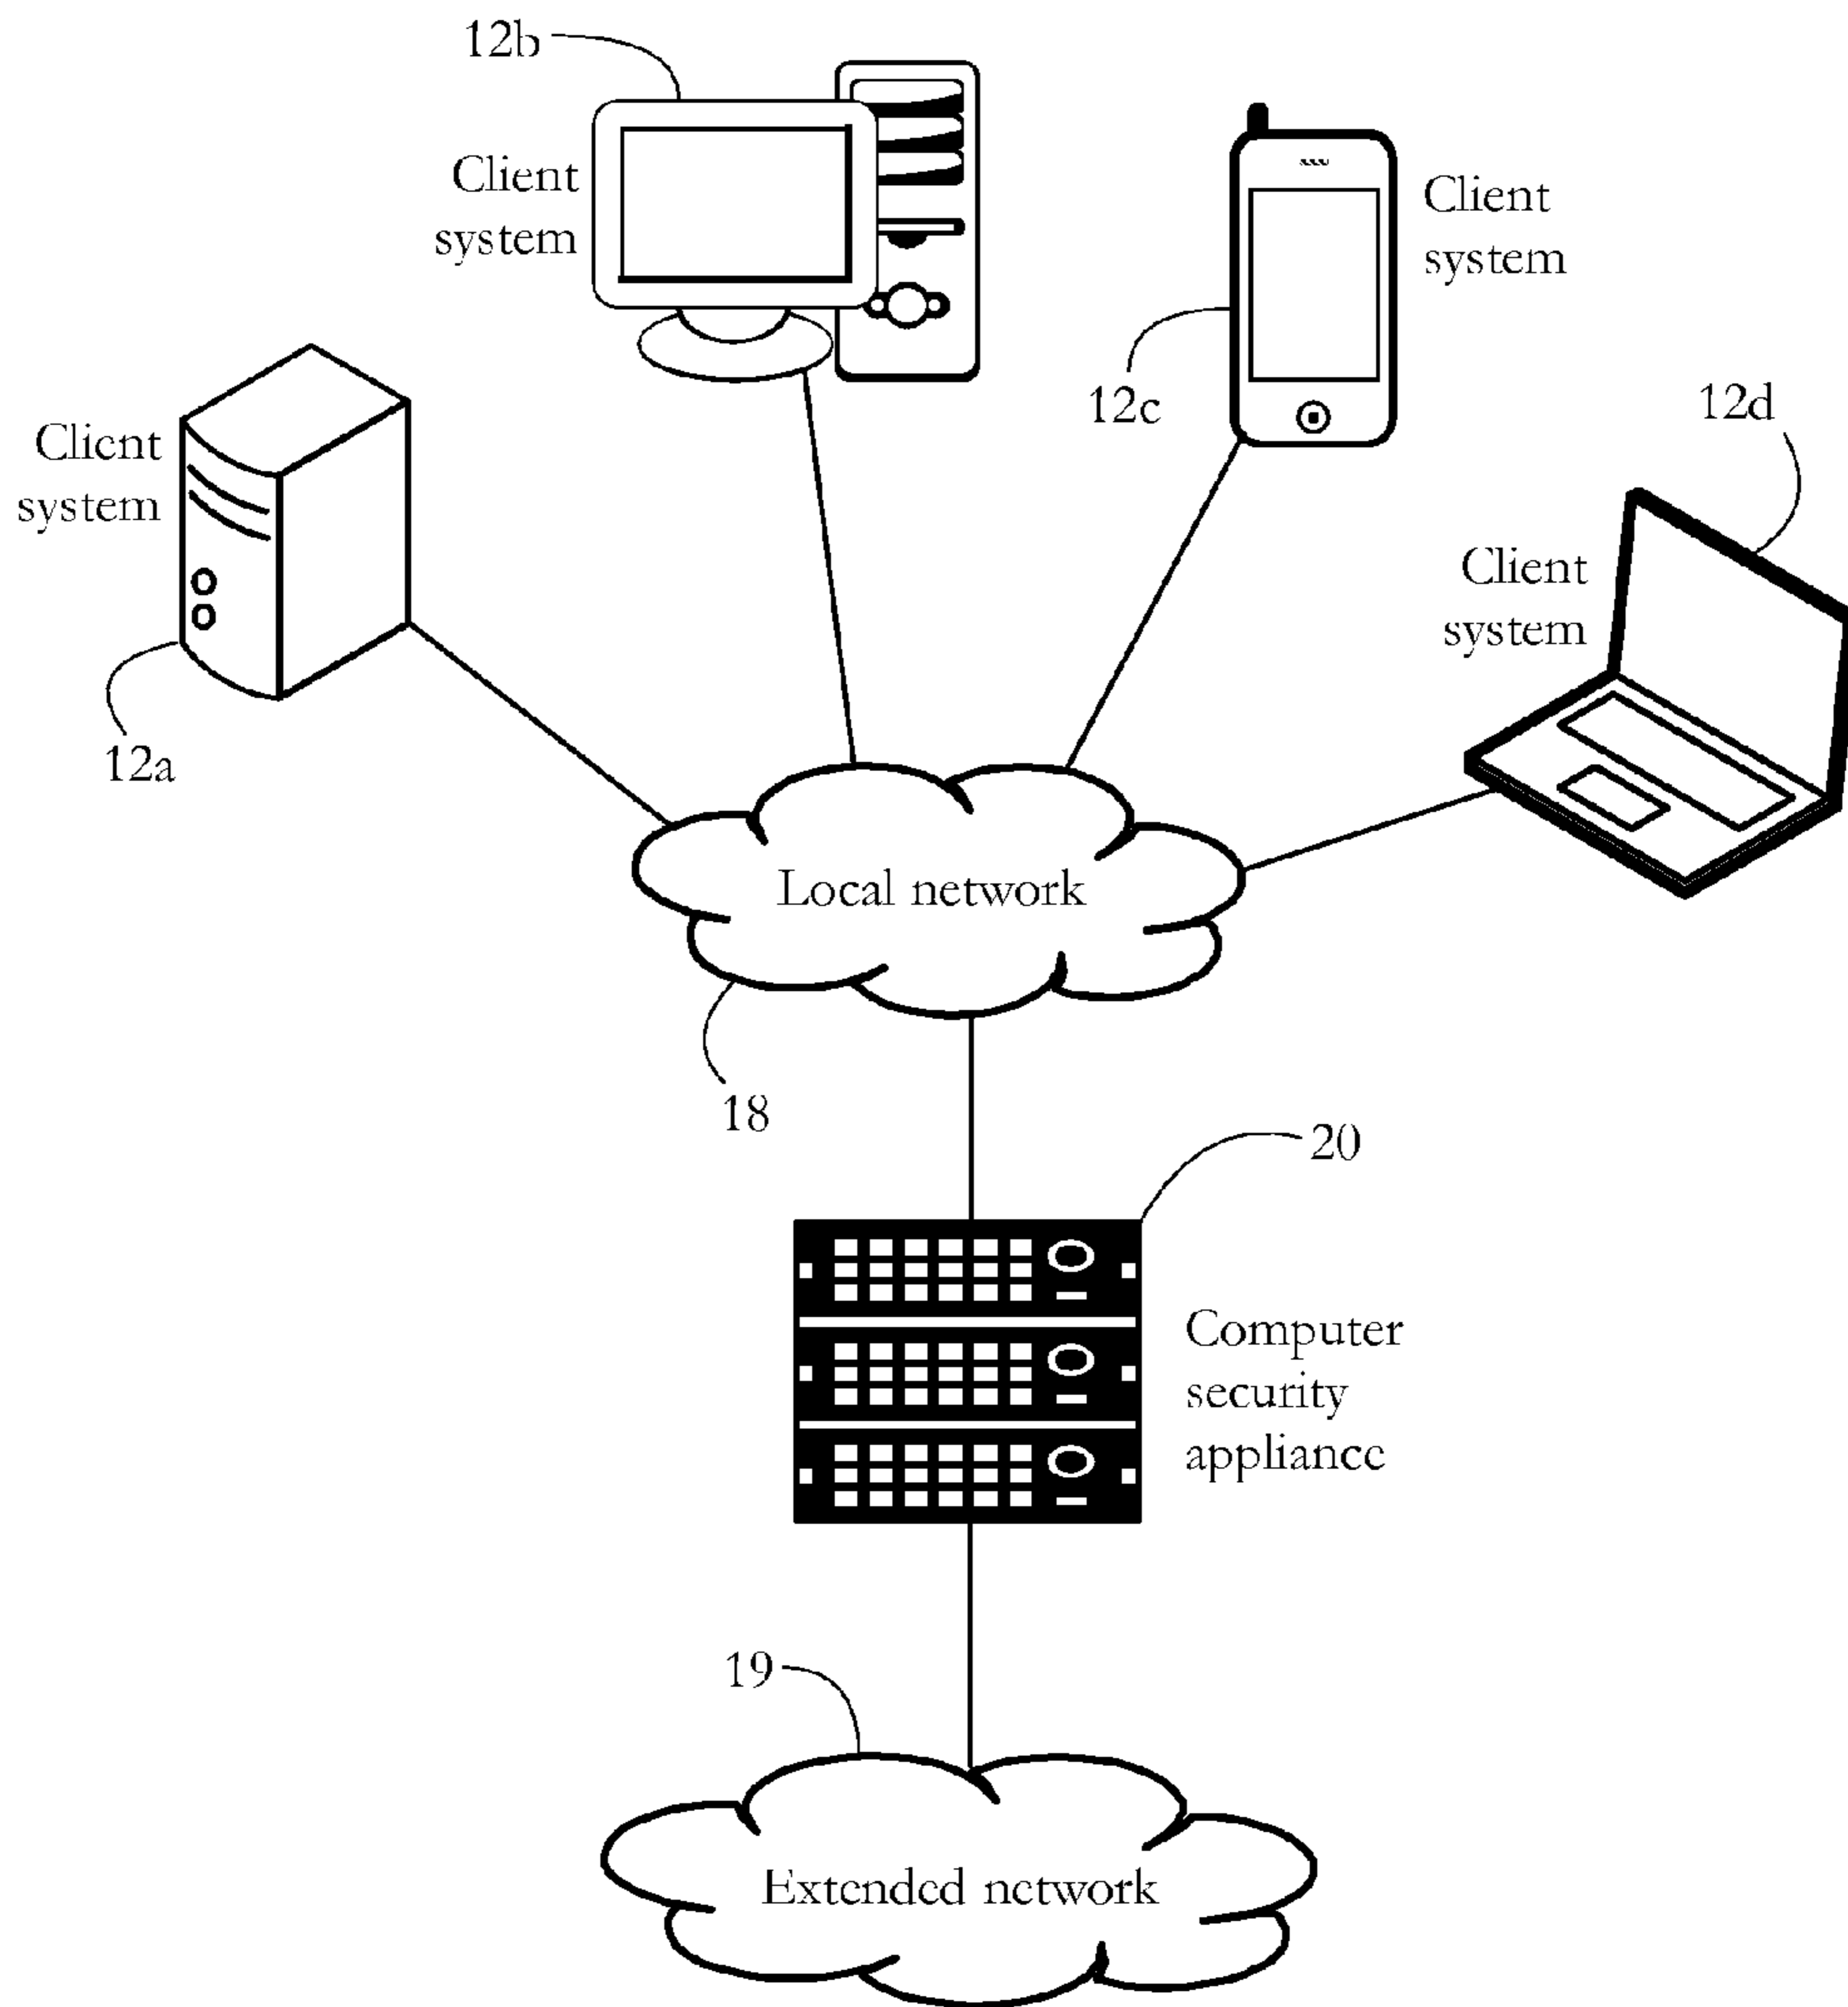 12b
Client
system
Client
system
12c
12d
Client
system
Client
system
12a
Local network
18
20
Computer
security
appliance
19
Extended network